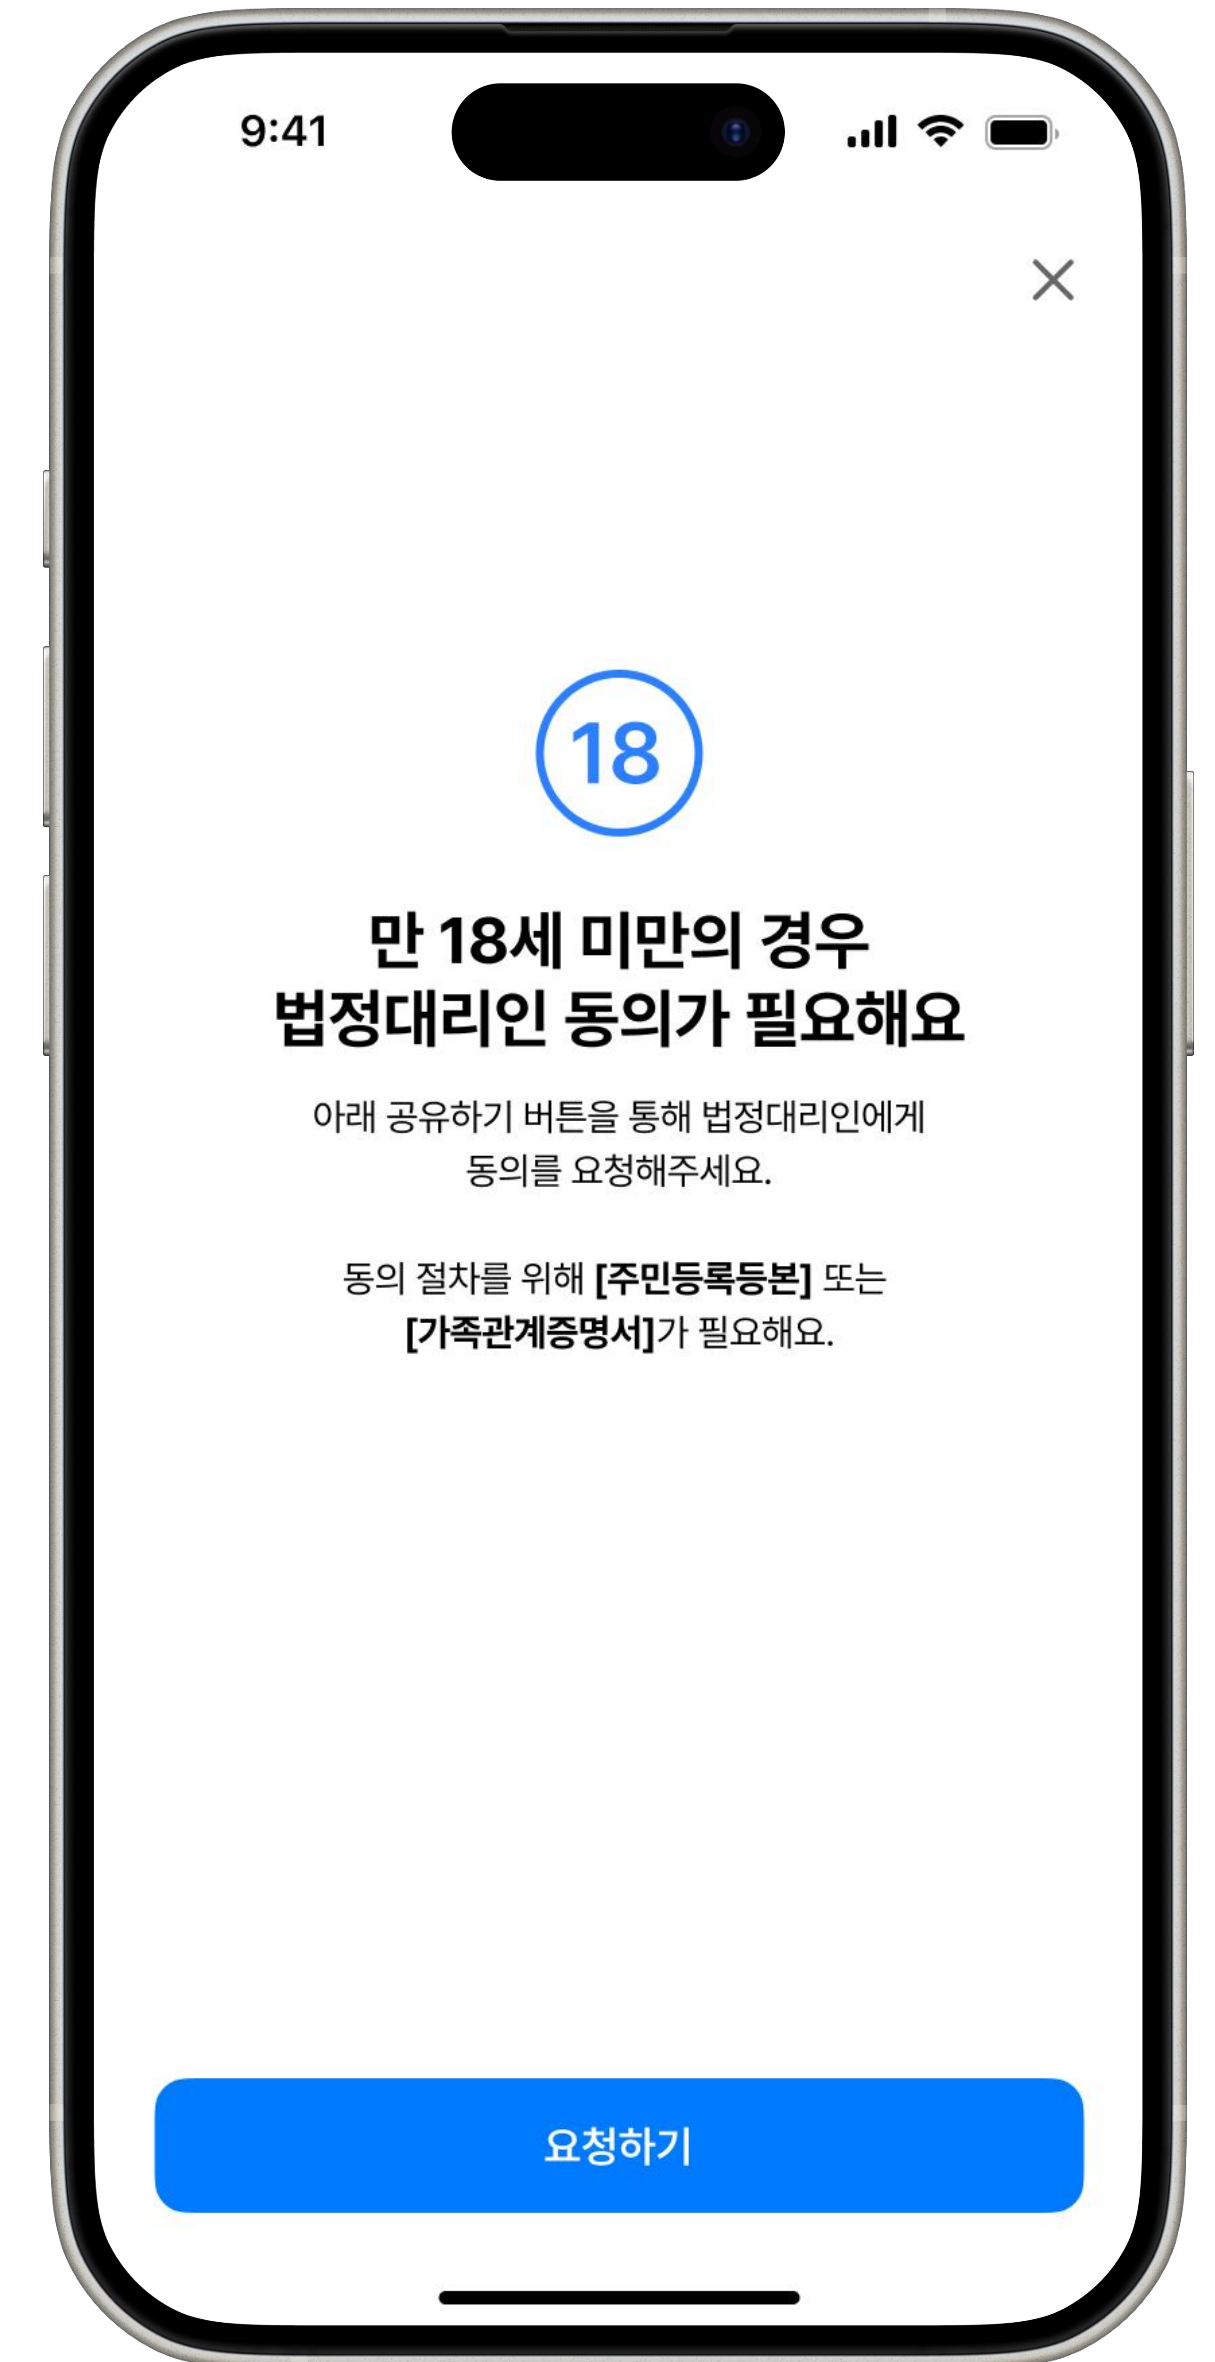 9:41
18
만 18세 미만의 경우
법정대리인 동의가 필요해요
아래 공유하기 버튼을 통해 법정대리인에게
동의를 요청해주세요.
동의 절차를 위해 [주민등록등본] 또는
[가족관계증명서]가 필요해요.
요청하기